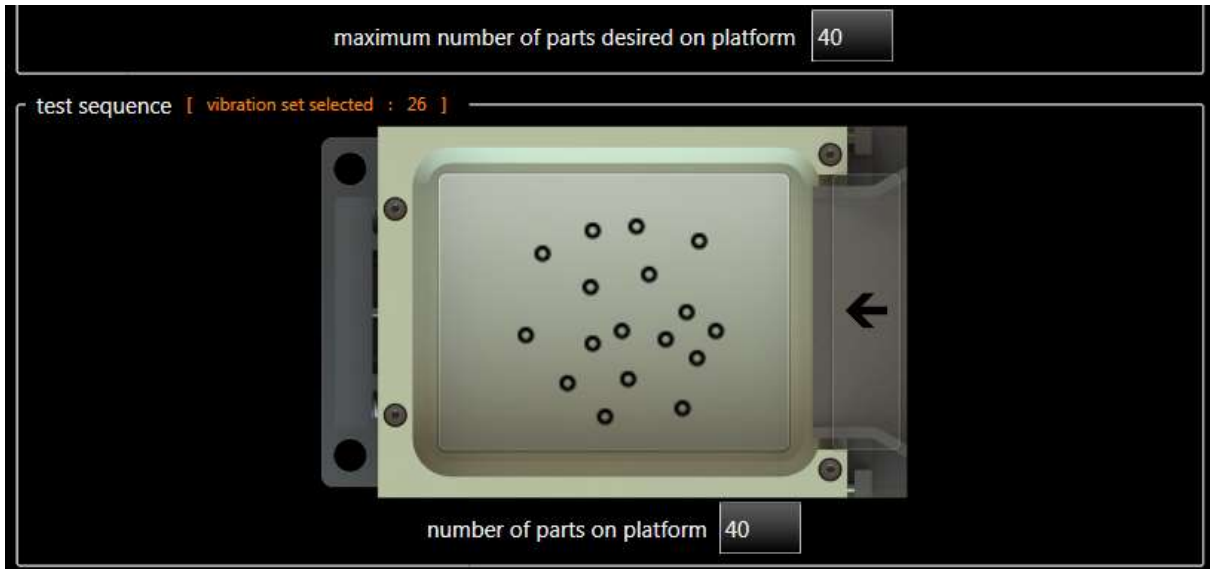 maximum number of parts desired on platform 40
test sequence [ vibration set selected : 26 ]
number of parts on platform 40